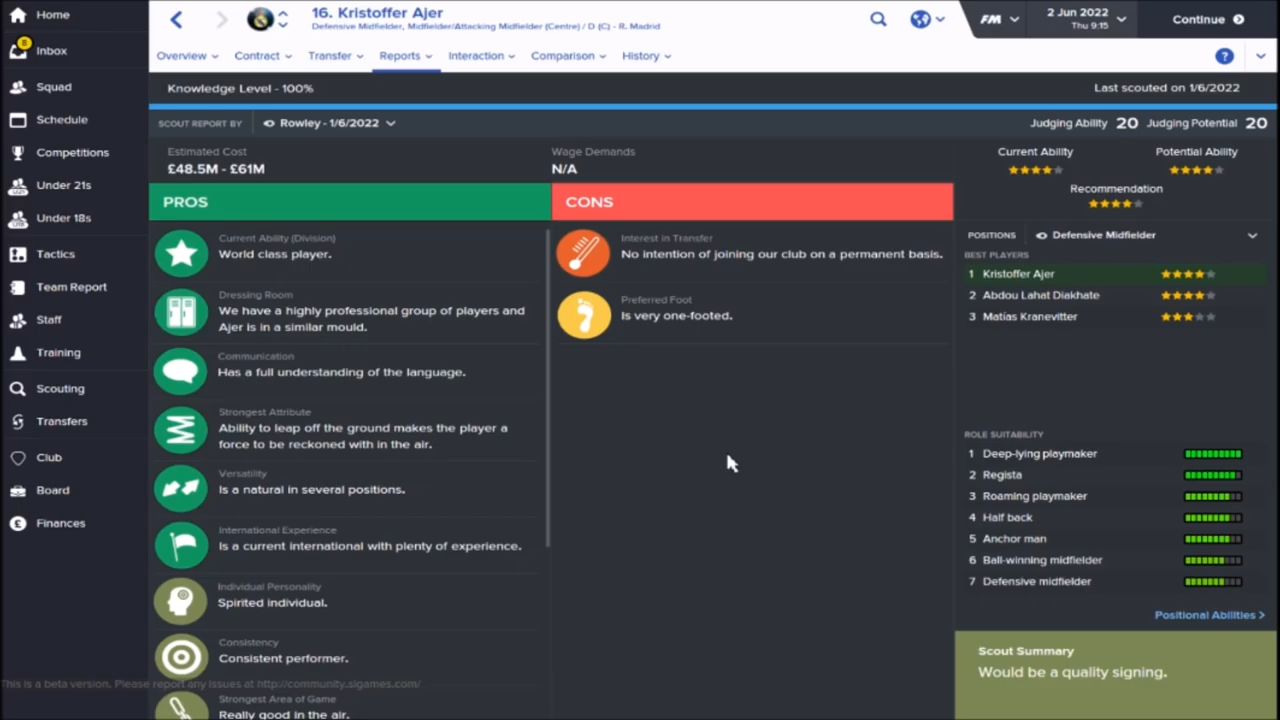 Home
Inbox
8
Squad
Schedule
Competitions
Under 21s
Under 18s
Tactics
Team Report
Staff
Training
Scouting
Transfers
Club
Board
Finances
16. Kristoffer Ajer
Defensive Midfielder, Midfielder/Attacking Midfielder (Centre) / D (C) - R. Madrid
FM
2 Jun 2022
Thu 9:15
Continue
Overview
Contract
Transfer
Reports
Interaction
Comparison
History
?
Knowledge Level - 100%
Last scouted on 1/6/2022
SCOUT REPORT BY
Rowley - 1/6/2022
Judging Ability 20 Judging Potential 20
Estimated Cost
£48.5M - £61M
Wage Demands
N/A
PROS
Current Ability (Division)
World class player.
Dressing Room
We have a highly professional group of players and
Ajer is in a similar mould.
Communication
Has a full understanding of the language.
Strongest Attribute
Ability to leap off the ground makes the player a
force to be reckoned with in the air.
Versatility
Is a natural in several positions.
International Experience
Is a current international with plenty of experience.
Individual Personality
Spirited individual.
Consistency
Consistent performer.
Strongest Area of Game
Really good in the air.
CONS
Interest in Transfer
No intention of joining our club on a permanent basis.
Preferred Foot
Is very one-footed.
Current Ability
Potential Ability
Recommendation
POSITIONS
Defensive Midfielder
BEST PLAYERS
1 Kristoffer Ajer
2 Abdou Lahat Diakhate
3 Matías Kranevitter
ROLE SUITABILITY
1 Deep-lying playmaker
2 Regista
3 Roaming playmaker
4 Half back
5 Anchor man
6 Ball-winning midfielder
7 Defensive midfielder
Positional Abilities >
Scout Summary
Would be a quality signing.
This is a beta version. Please report any issues at http://community.sigames.com/